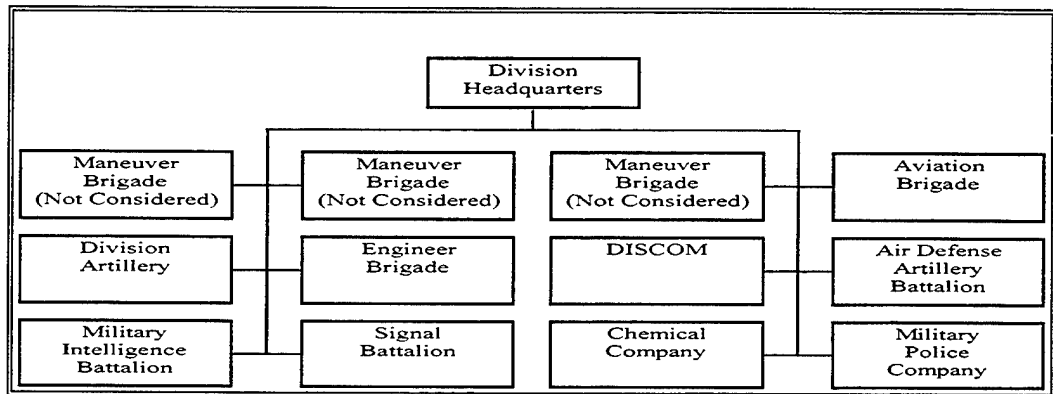 Division
Headquarters
Maneuver
Brigade
(Not Considered)
Maneuver
Brigade
(Not Considered)
Maneuver
Brigade
(Not Considered)
Aviation
Brigade
Division
Artillery
Engineer
Brigade
DISCOM
Air Defense
Artillery
Battalion
Military
Intelligence
Battalion
Signal
Battalion
Chemical
Company
Military
Police
Company